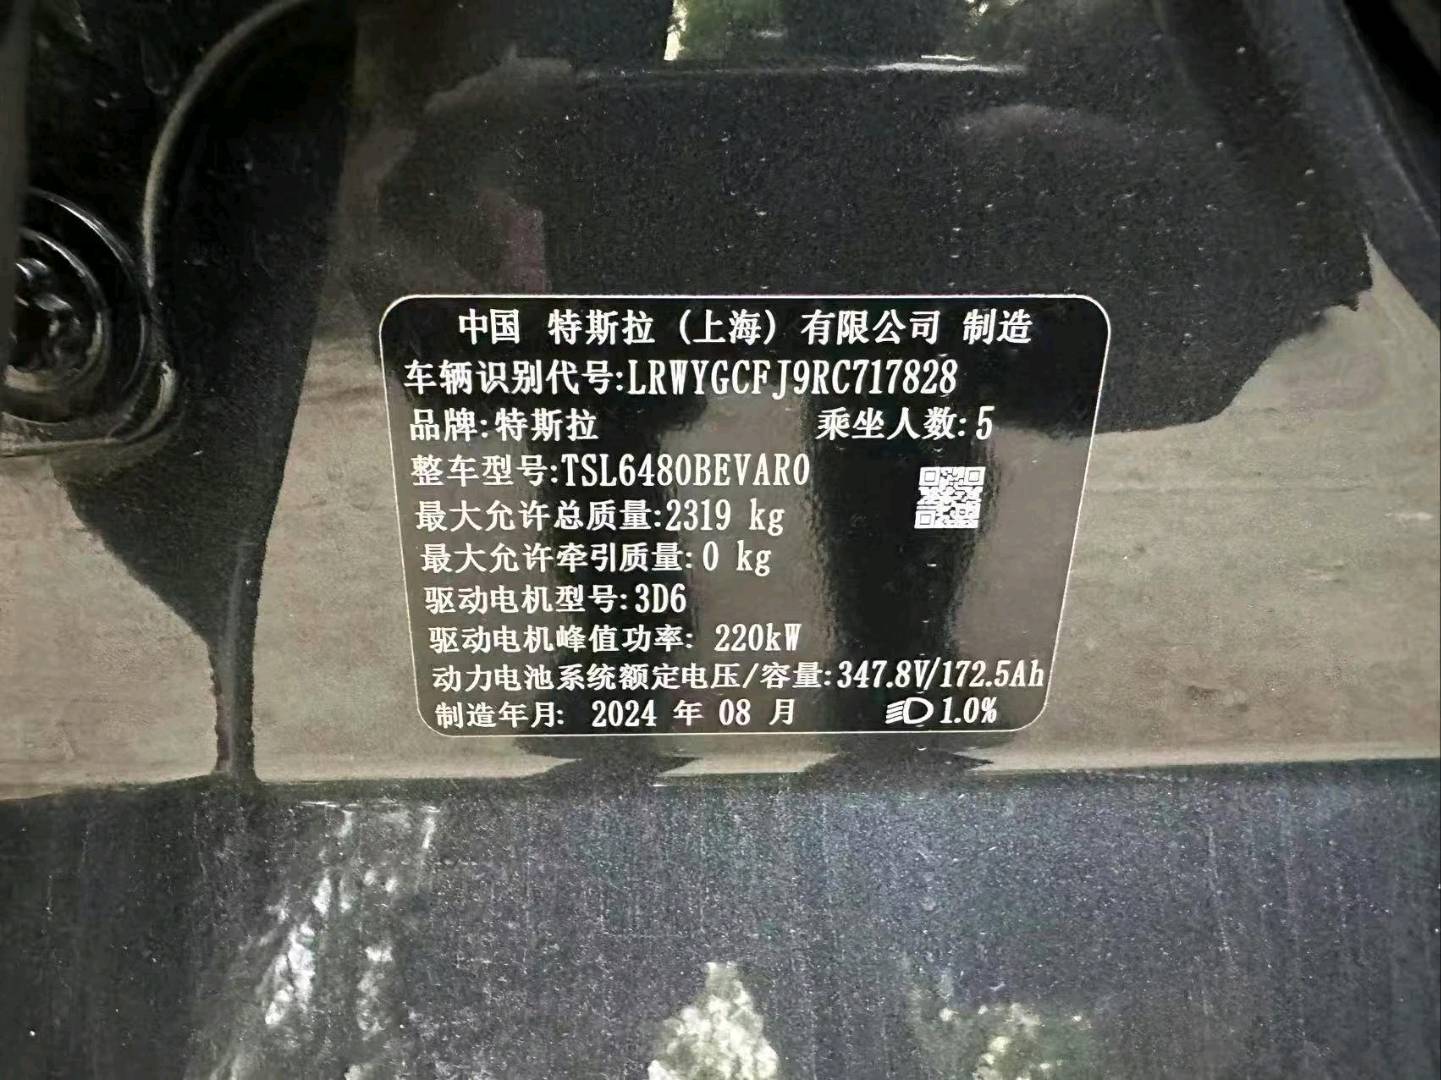 中国 特斯拉 (上海) 有限公司 制造
车辆识别代号:LRWYGCFJ9RC717828
品牌:特斯拉 乘坐人数:5
整车型号:TSL6480BEVAR0
最大允许总质量:2319 kg
最大允许牵引质量:0 kg
驱动电机型号:3D6
驱动电机峰值功率: 220kW
动力电池系统额定电压/容量:347.8V/172.5Ah
制造年月: 2024 年 08 月 1.0%